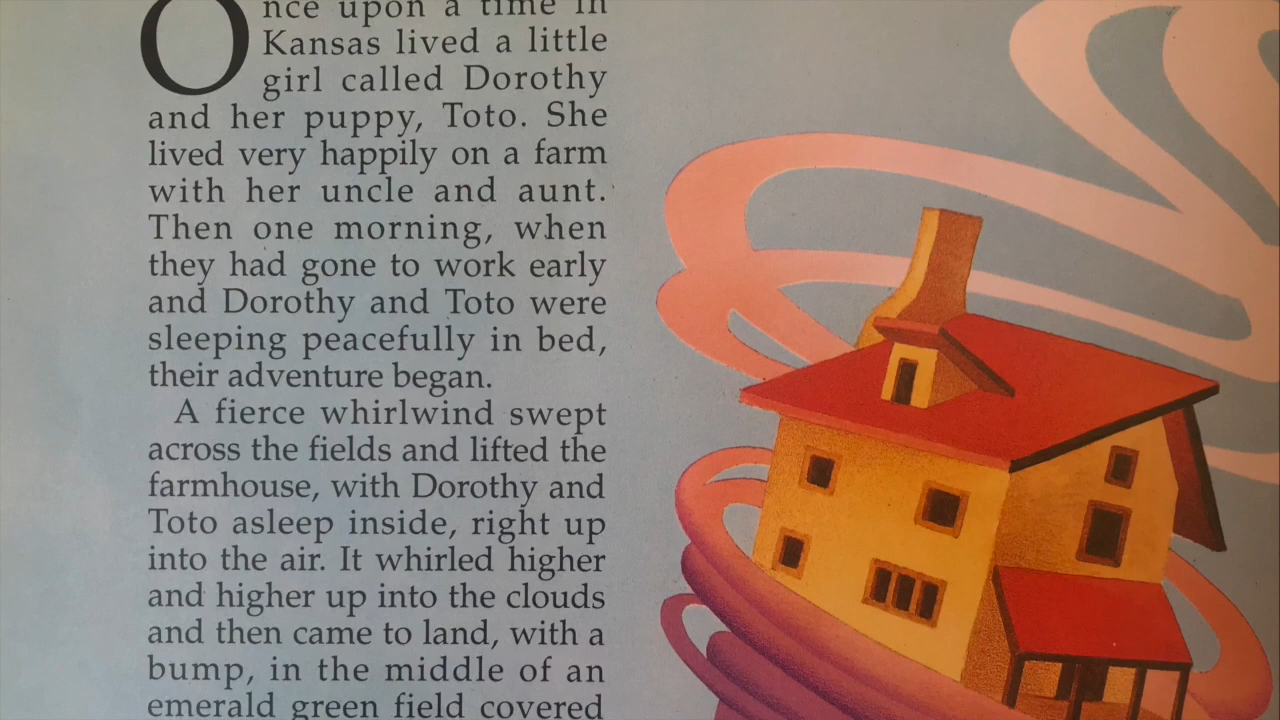 Once upon a time in
Kansas lived a little
girl called Dorothy
and her puppy, Toto. She
lived very happily on a farm
with her uncle and aunt.
Then one morning, when
they had gone to work early
and Dorothy and Toto were
sleeping peacefully in bed,
their adventure began.
A fierce whirlwind swept
across the fields and lifted the
farmhouse, with Dorothy and
Toto asleep inside, right up
into the air. It whirled higher
and higher up into the clouds
and then came to land, with a
bump, in the middle of an
emerald green field covered